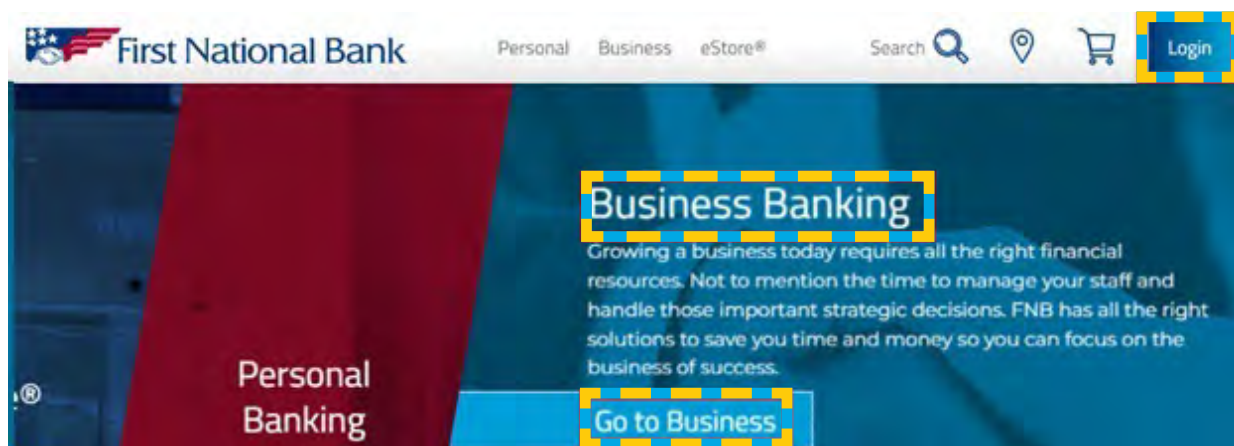 First National Bank
Personal Business eStore®
Search
Login
Business Banking
Growing a business today requires all the right financial
resources. Not to mention the time to manage your staff and
handle those important strategic decisions. FNB has all the right
solutions to save you time and money so you can focus on the
business of success.
Personal
Banking
Go to Business